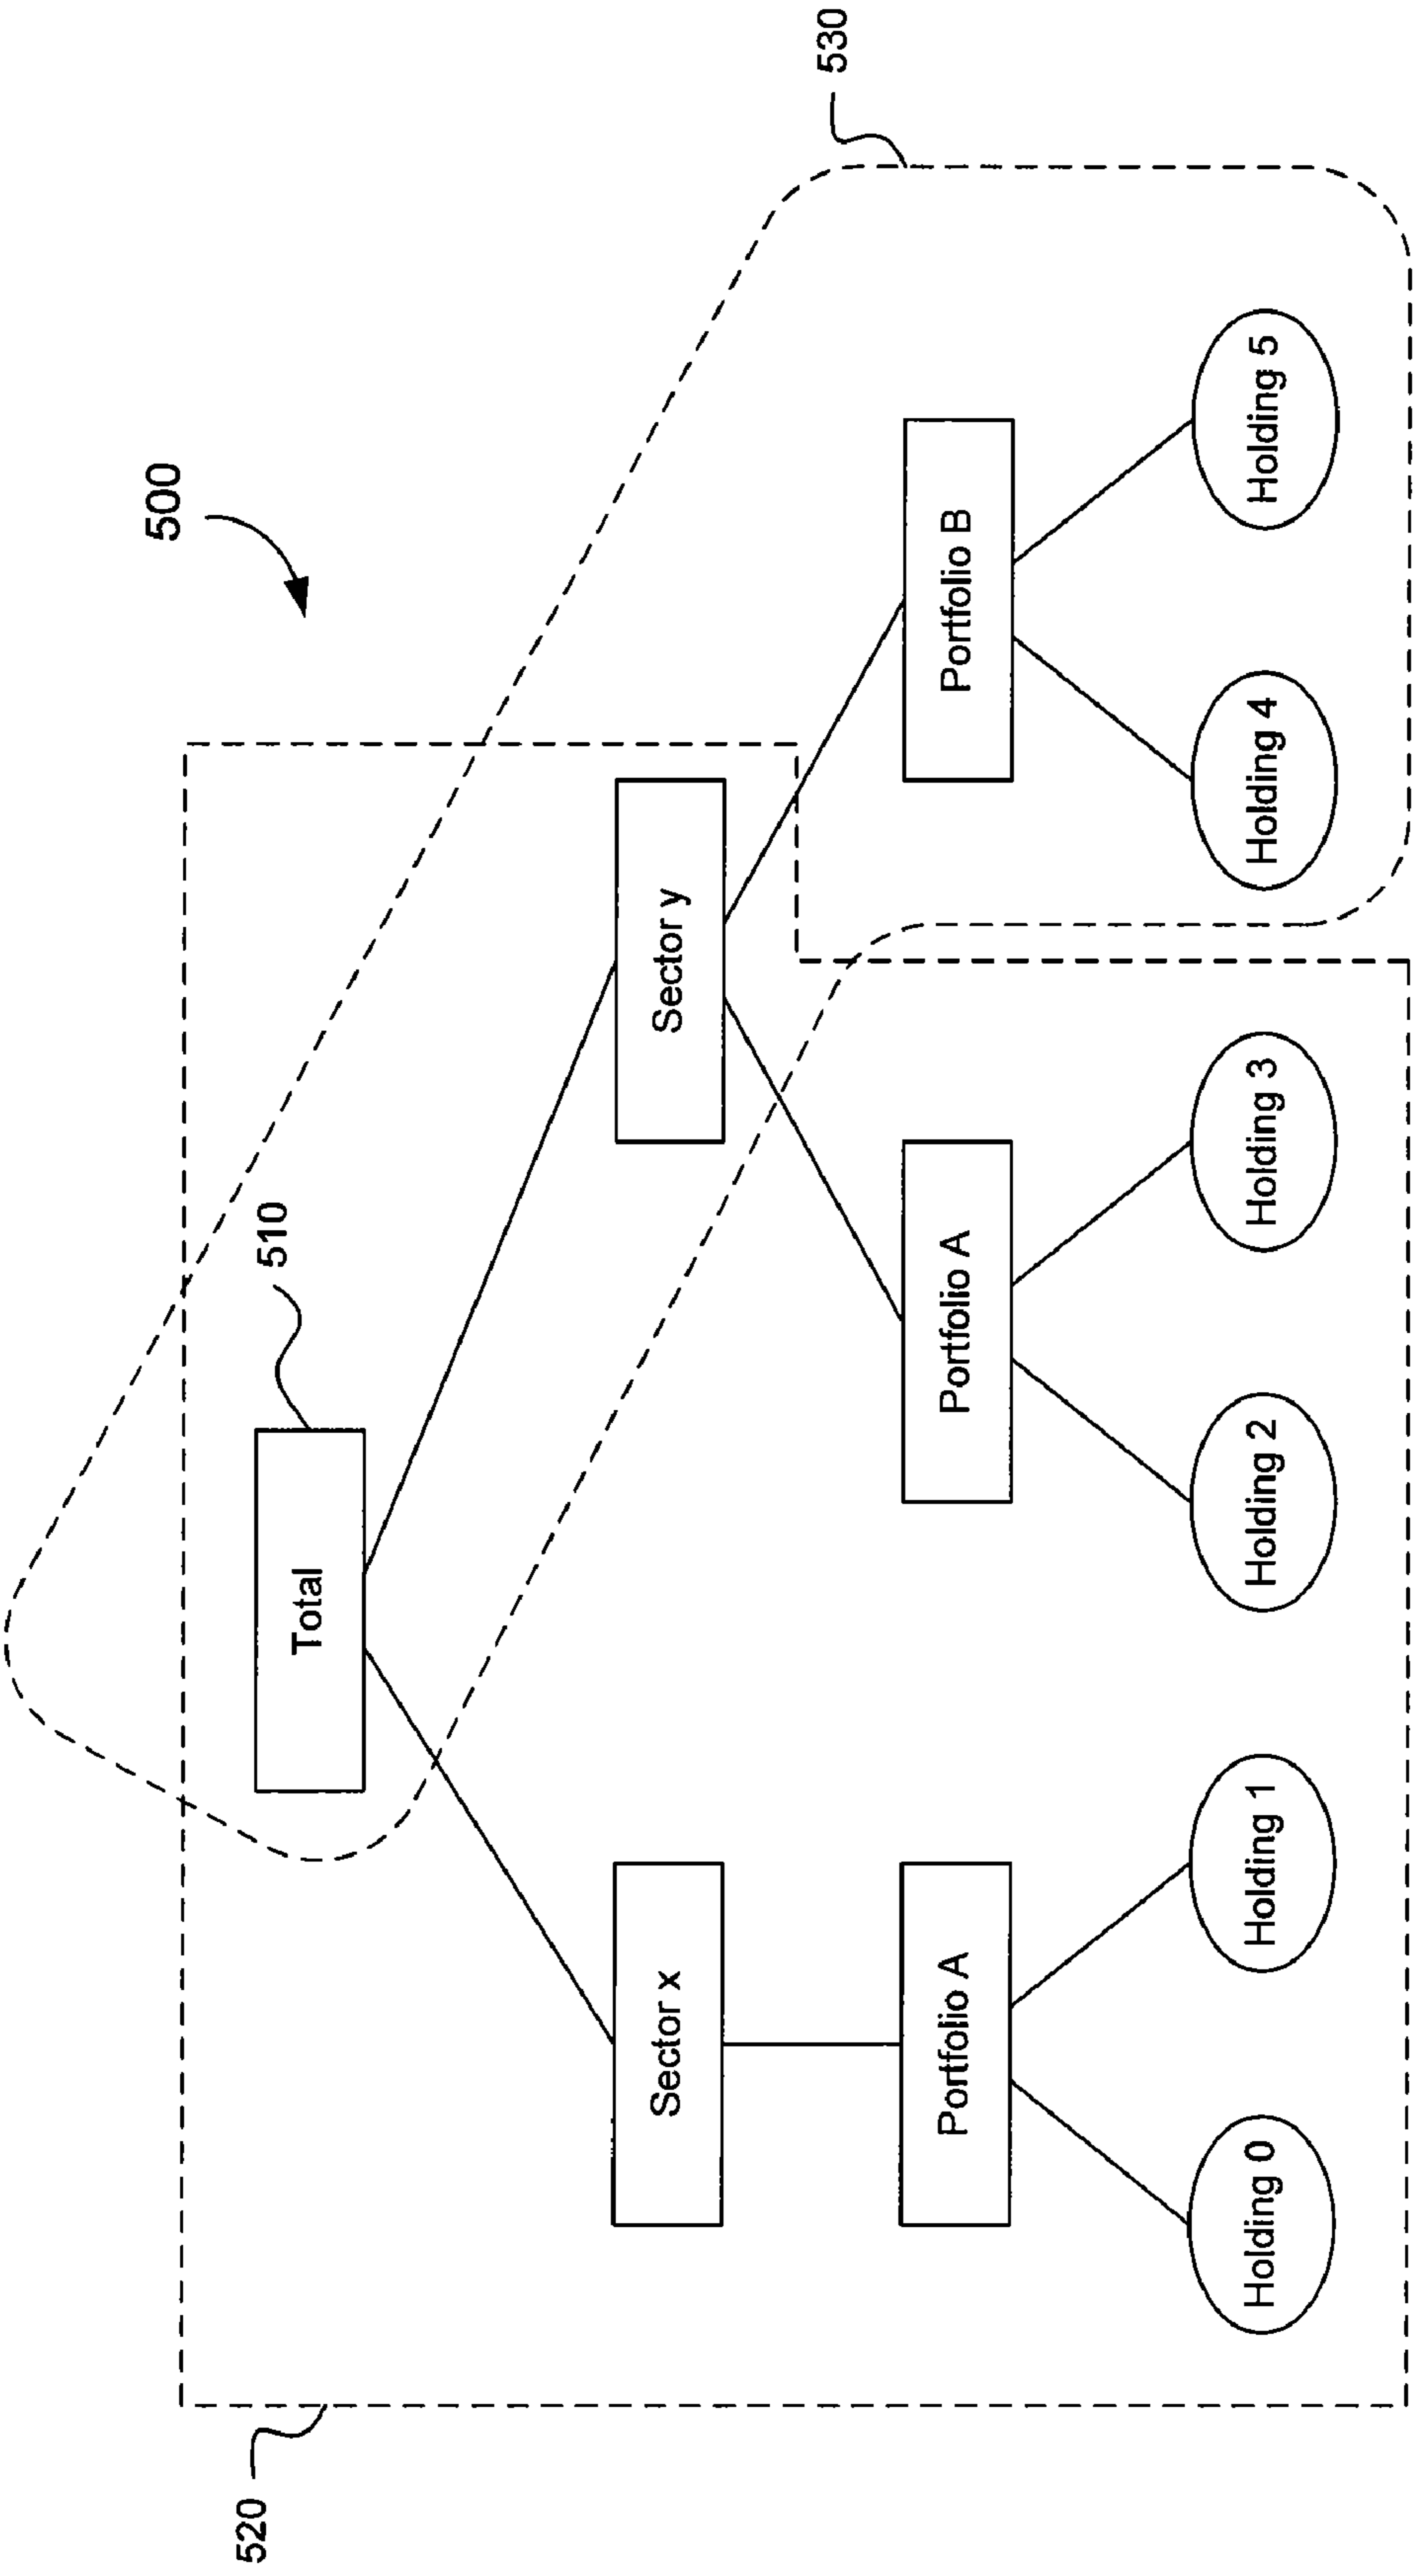 500
510
Total
520
530
Sector x
Sector y
Portfolio A
Portfolio A
Portfolio B
Holding 0
Holding 1
Holding 2
Holding 3
Holding 4
Holding 5